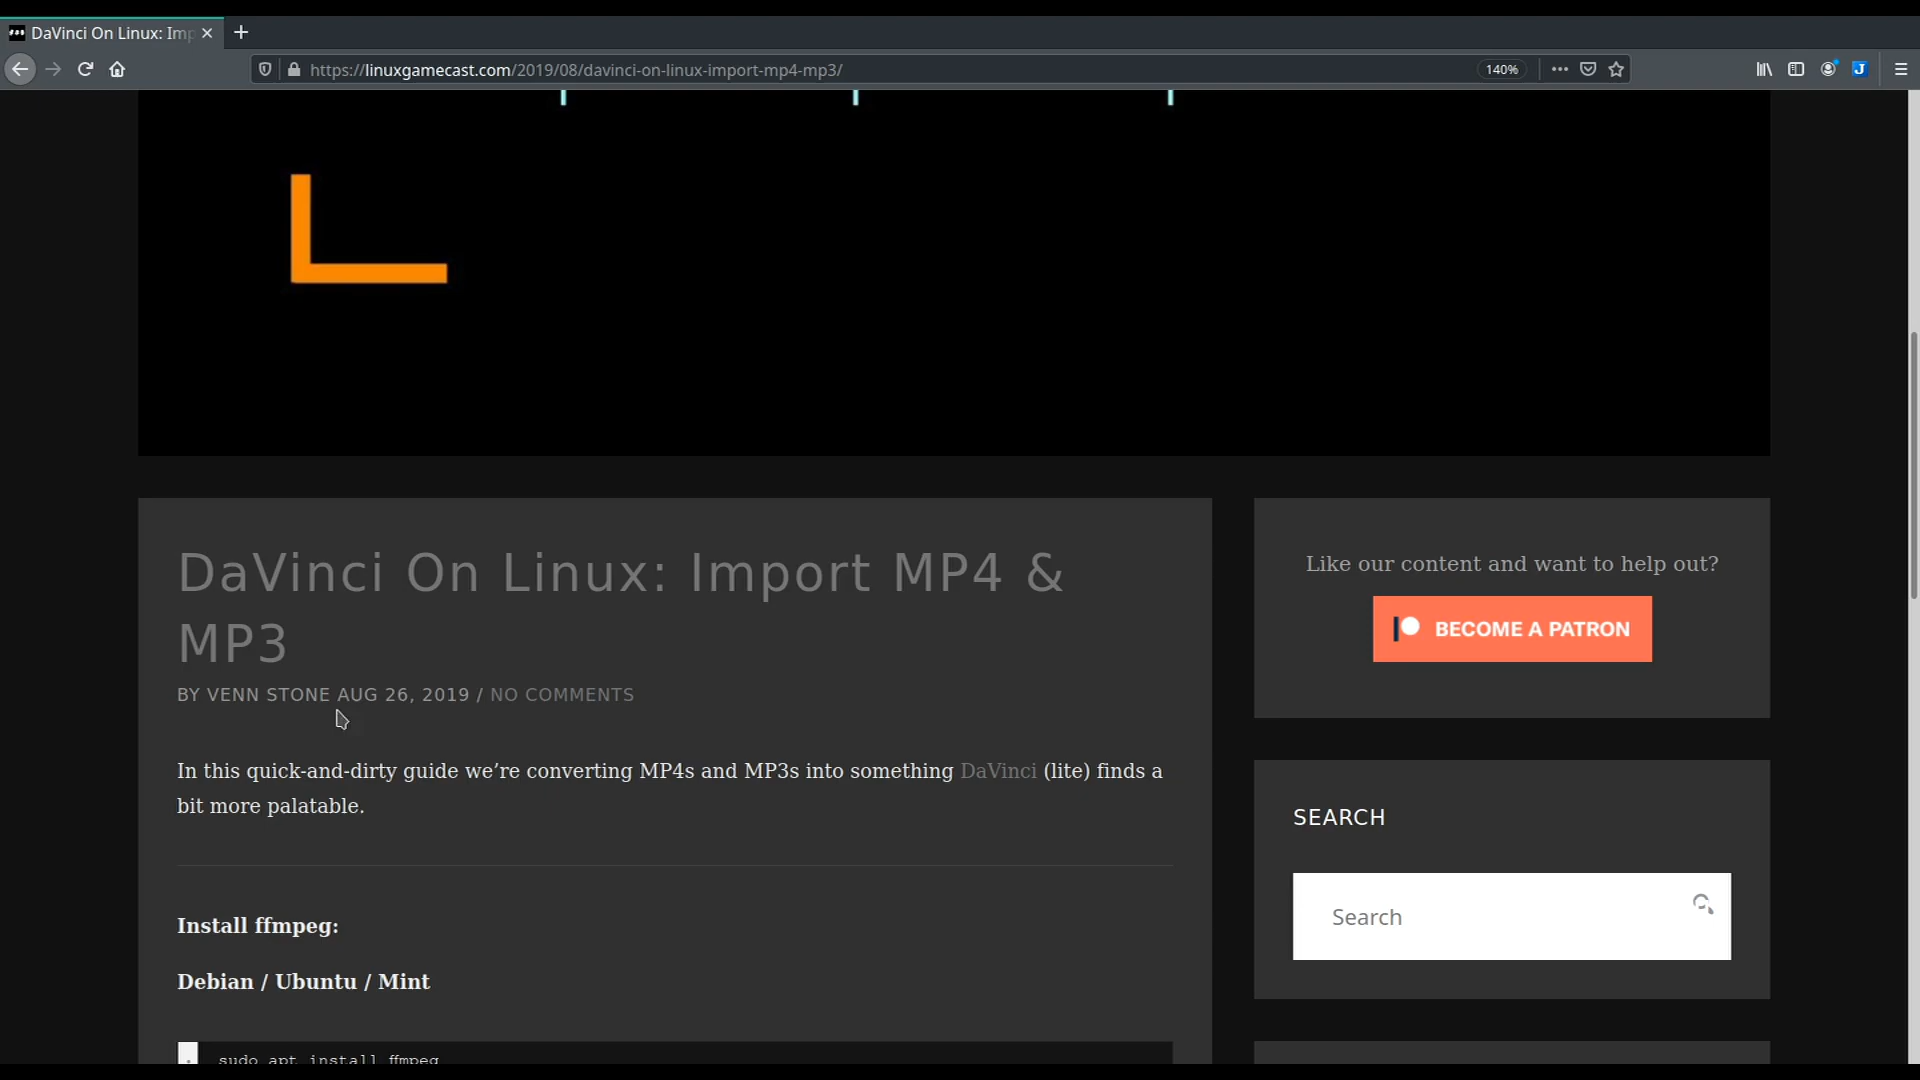 DaVinci On Linux: Imp
https://linuxgamecast.com/2019/08/davinci-on-linux-import-mp4-mp3/
140%
J
DaVinci On Linux: Import MP4 &
MP3
BY VENN STONE AUG 26, 2019 / NO COMMENTS
In this quick-and-dirty guide we’re converting MP4s and MP3s into something DaVinci (lite) finds a
bit more palatable.
Install ffmpeg:
Debian / Ubuntu / Mint
sudo apt install ffmpeg
Like our content and want to help out?
BECOME A PATRON
SEARCH
Search